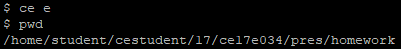 $ ce e
$ pwd
/home/student/cestudent/17/ce17e034/pres/homework